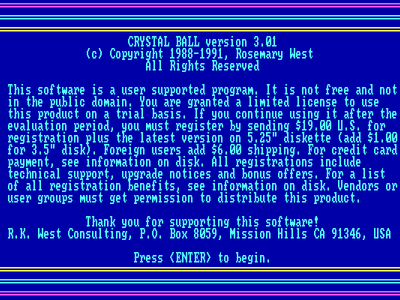 CRYSTAL BALL version 3.01
(c) Copyright 1988-1991, Rosemary West
All Rights Reserved
This software is a user supported program. It is not free and not
in the public domain. You are granted a limited license to use
this product on a trial basis. If you continue using it after the
evaluation period, you must register by sending $19.00 U.S. for
registration plus the latest version on 5.25" diskette (add $1.00
for 3.5" disk). Foreign users add $6.00 shipping. For credit card
payment, see information on disk. All registrations include
technical support, upgrade notices and bonus offers. For a list
of all registration benefits, see information on disk. Vendors or
user groups must get permission to distribute this product.
Thank you for supporting this software!
R.K. West Consulting, P.O. Box 8059, Mission Hills CA 91346, USA
Press <ENTER> to begin.